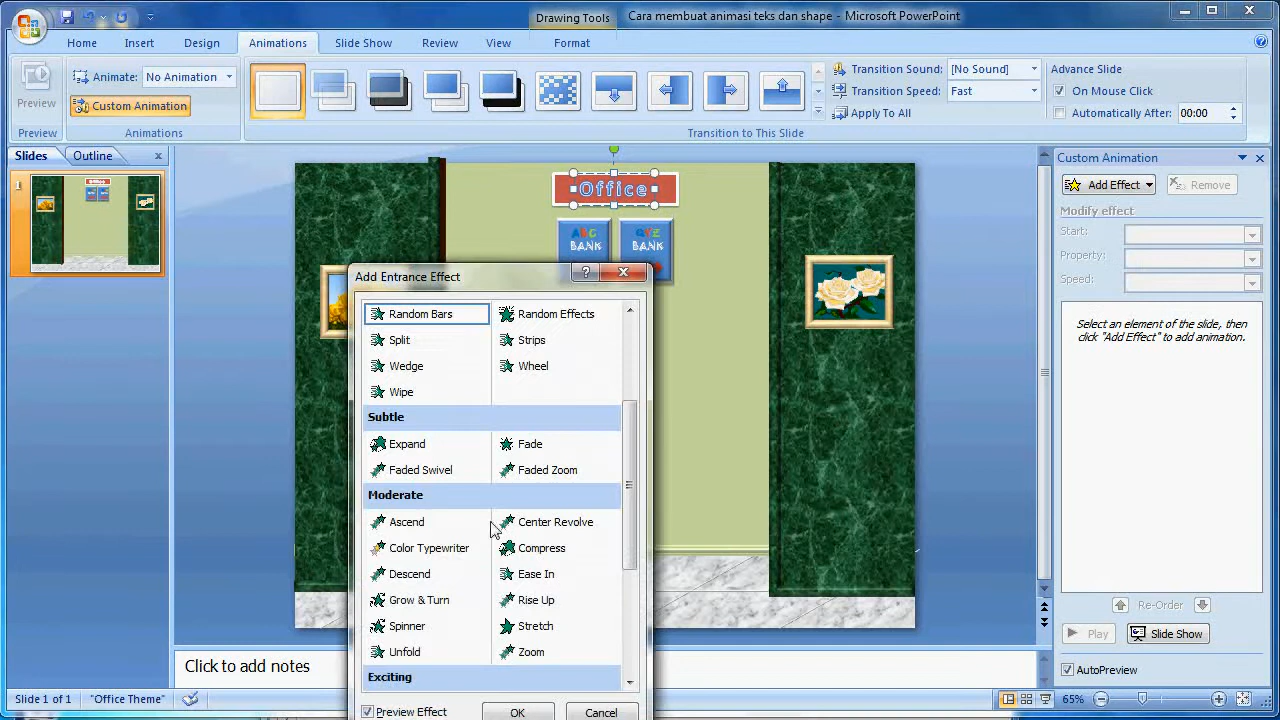 Drawing Tools
Cara membuat animasi teks dan shape - Microsoft PowerPoint
Home Insert Design Animations Slide Show Review View Format
Preview
Animate: No Animation
Custom Animation
Transition Sound: [No Sound]
Transition Speed: Fast
Apply To All
Advance Slide
On Mouse Click
Automatically After: 00:00
Preview Animations Transition to This Slide
Slides Outline
1
Office
ABC
BANK
QYZ
BANK
Add Entrance Effect
Random Bars Random Effects
Split Strips
Wedge Wheel
Wipe
Subtle
Expand Fade
Faded Swivel Faded Zoom
Moderate
Ascend Center Revolve
Color Typewriter Compress
Descend Ease In
Grow & Turn Rise Up
Spinner Stretch
Unfold Zoom
Exciting
Preview Effect OK Cancel
Custom Animation
Add Effect Remove
Modify effect
Start:
Property:
Speed:
Select an element of the slide, then
click "Add Effect" to add animation.
Re-Order
Play Slide Show
AutoPreview
Click to add notes
Slide 1 of 1 "Office Theme" 65%